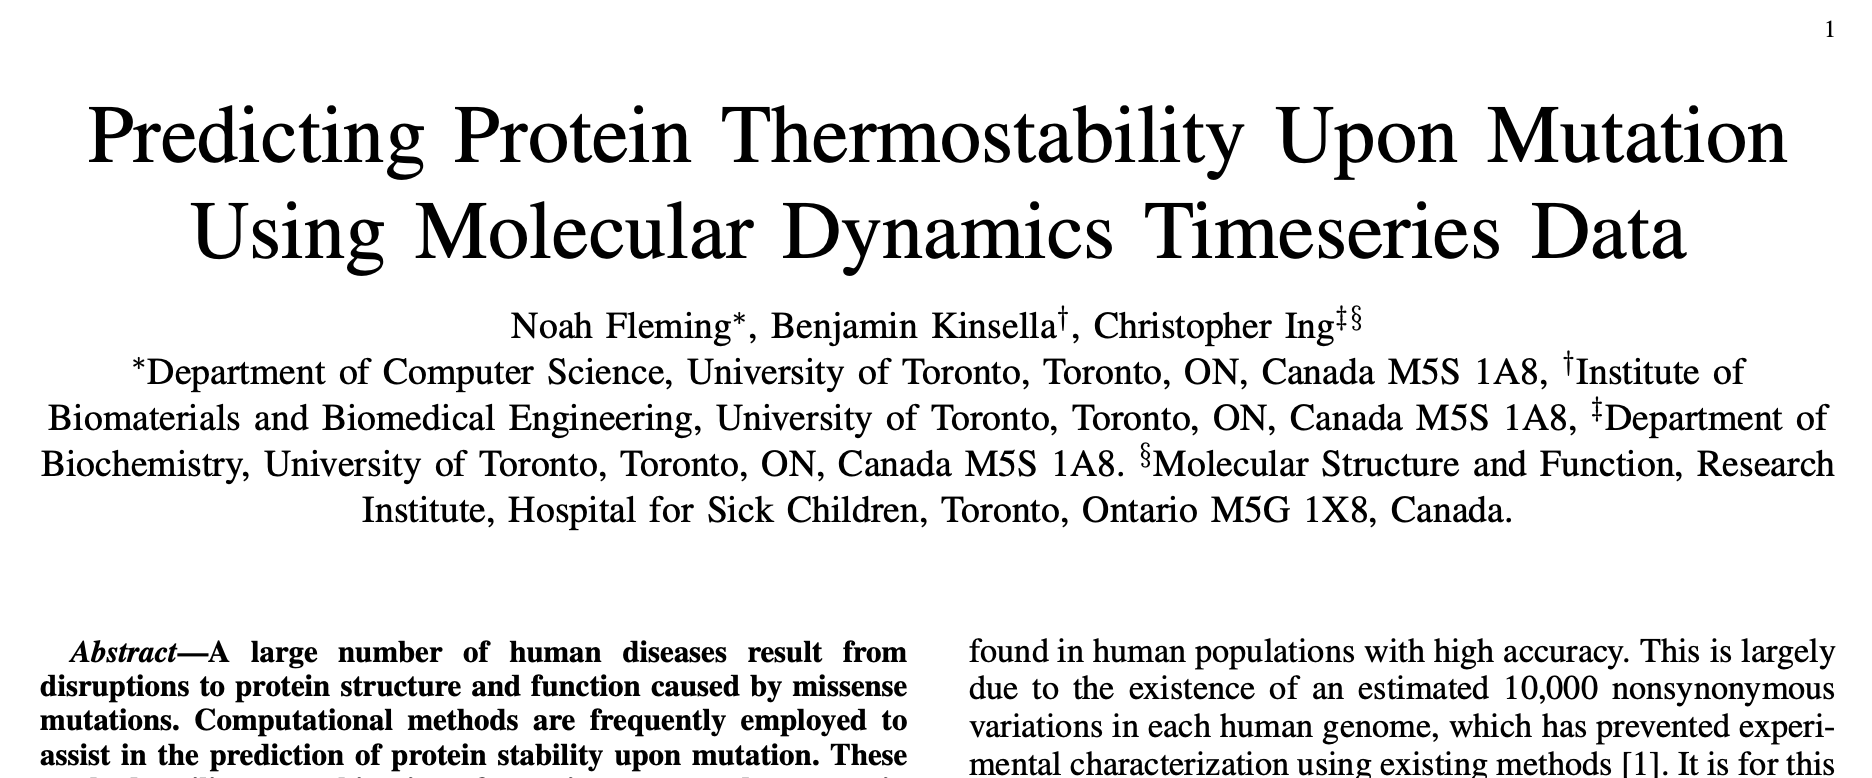 1
Predicting Protein Thermostability Upon Mutation
Using Molecular Dynamics Timeseries Data
Noah Fleming*, Benjamin Kinsella†, Christopher Ing‡§
*Department of Computer Science, University of Toronto, Toronto, ON, Canada M5S 1A8, †Institute of
Biomaterials and Biomedical Engineering, University of Toronto, Toronto, ON, Canada M5S 1A8, ‡Department of
Biochemistry, University of Toronto, Toronto, ON, Canada M5S 1A8. §Molecular Structure and Function, Research
Institute, Hospital for Sick Children, Toronto, Ontario M5G 1X8, Canada.
Abstract—A large number of human diseases result from
disruptions to protein structure and function caused by missense
mutations. Computational methods are frequently employed to
assist in the prediction of protein stability upon mutation. These
found in human populations with high accuracy. This is largely
due to the existence of an estimated 10,000 nonsynonymous
variations in each human genome, which has prevented experi-
mental characterization using existing methods [1]. It is for this